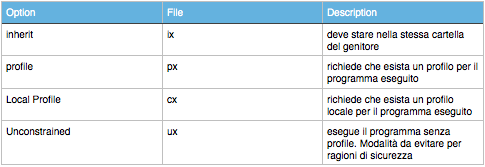 Option File Description
inherit ix deve stare nella stessa cartella
del genitore
profile px richiede che esista un profilo per il
programma eseguito
Local Profile cx richiede che esista un profilo
locale per il programma eseguito
Unconstrained ux esegue il programma senza
profile. Modalità da evitare per
ragioni di sicurezza